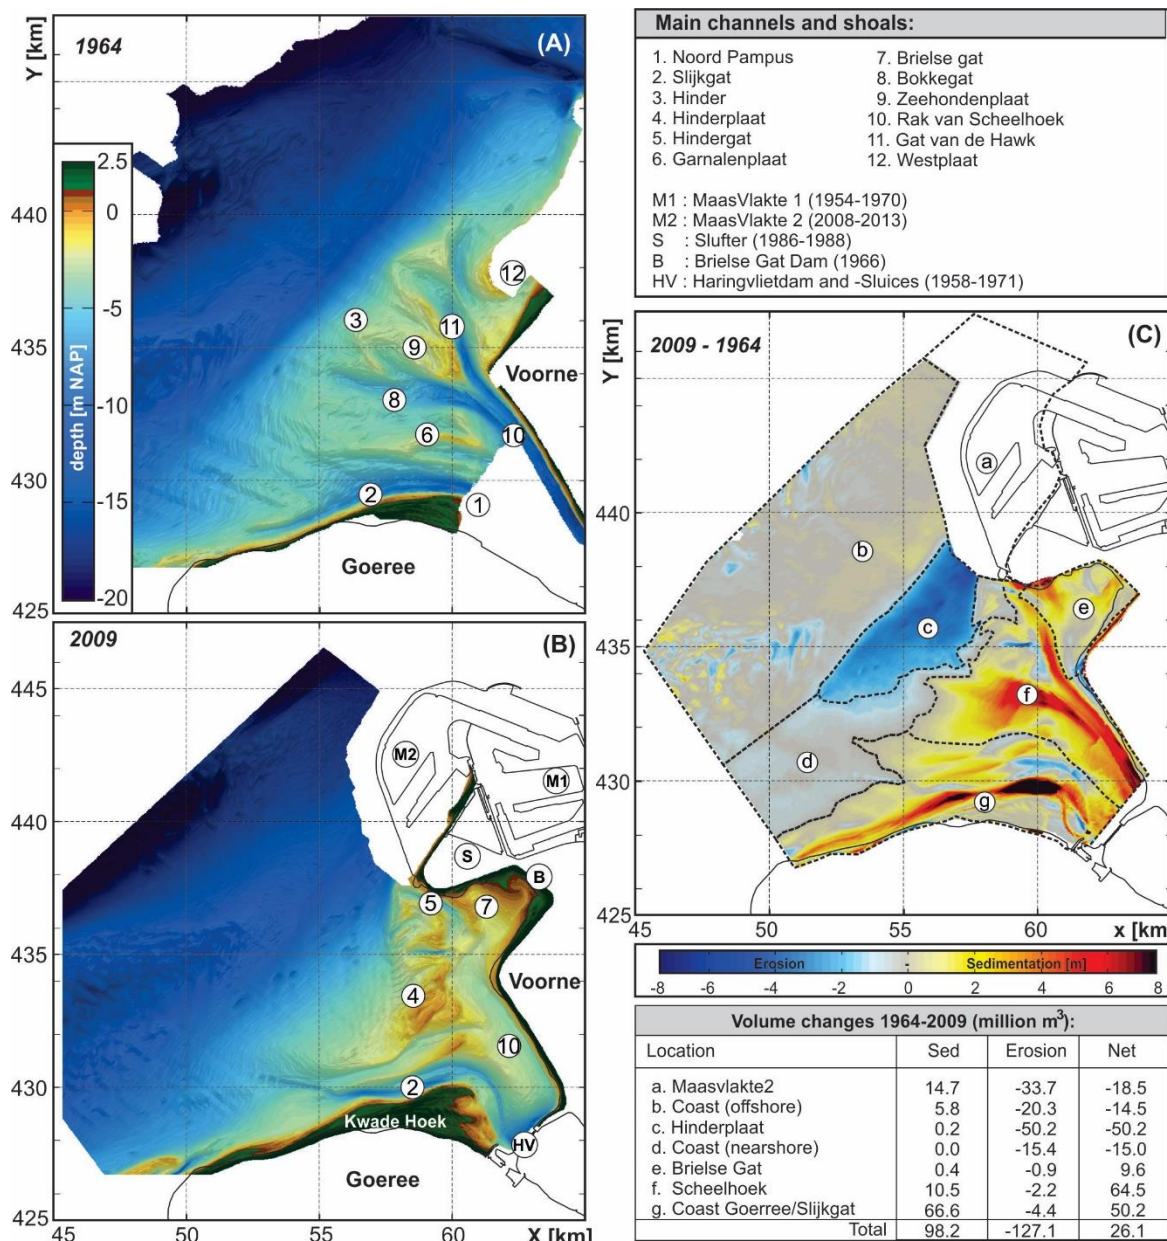 1964
(A)
Y [km]
440
435
430
425
2.5
0
-5
-10
-15
-20
depth [m NAP]
3
9
11
12
8
6
10
2
1
Voorne
Goeree
45
50
55
60
2009
(B)
445
440
435
430
425
M2
M1
S
B
5
7
4
10
2
HV
Voorne
Kwade Hoek
Goeree
45
50
55
60
X [km]
Main channels and shoals:
1. Noord Pampus
2. Slijkgat
3. Hinder
4. Hinderplaat
5. Hindergat
6. Garnalenplaat
7. Brielse gat
8. Bokkegat
9. Zeehondenplaat
10. Rak van Scheelhoek
11. Gat van de Hawk
12. Westplaat
M1 : MaasVlakte 1 (1954-1970)
M2 : MaasVlakte 2 (2008-2013)
S : Slufter (1986-1988)
B : Brielse Gat Dam (1966)
HV : Haringvlietdam and -Sluices (1958-1971)
2009 - 1964
(C)
Y [km]
440
435
430
425
a
b
c
d
e
f
g
45
50
55
60
x [km]
Erosion
Sedimentation [m]
-8 -6 -4 -2 0 2 4 6 8
Volume changes 1964-2009 (million m³):
Location Sed Erosion Net
a. Maasvlakte2 14.7 -33.7 -18.5
b. Coast (offshore) 5.8 -20.3 -14.5
c. Hinderplaat 0.2 -50.2 -50.2
d. Coast (nearshore) 0.0 -15.4 -15.0
e. Brielse Gat 0.4 -0.9 9.6
f. Scheelhoek 10.5 -2.2 64.5
g. Coast Goerree/Slijkgat 66.6 -4.4 50.2
Total 98.2 -127.1 26.1